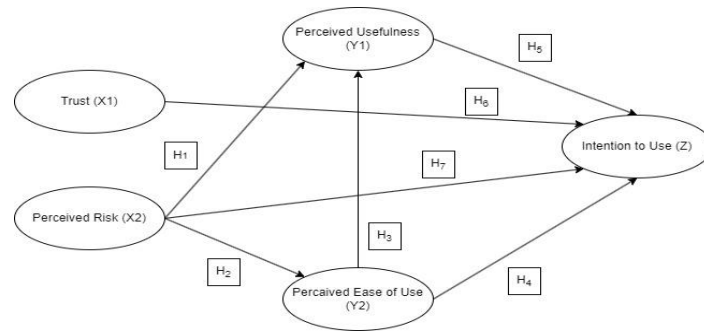 Perceived Usefulness
(Y1)
H5
Trust (X1)
H6
H1
Intention to Use (Z)
H7
Perceived Risk (X2)
H3
H2
H4
Percaived Ease of Use
(Y2)